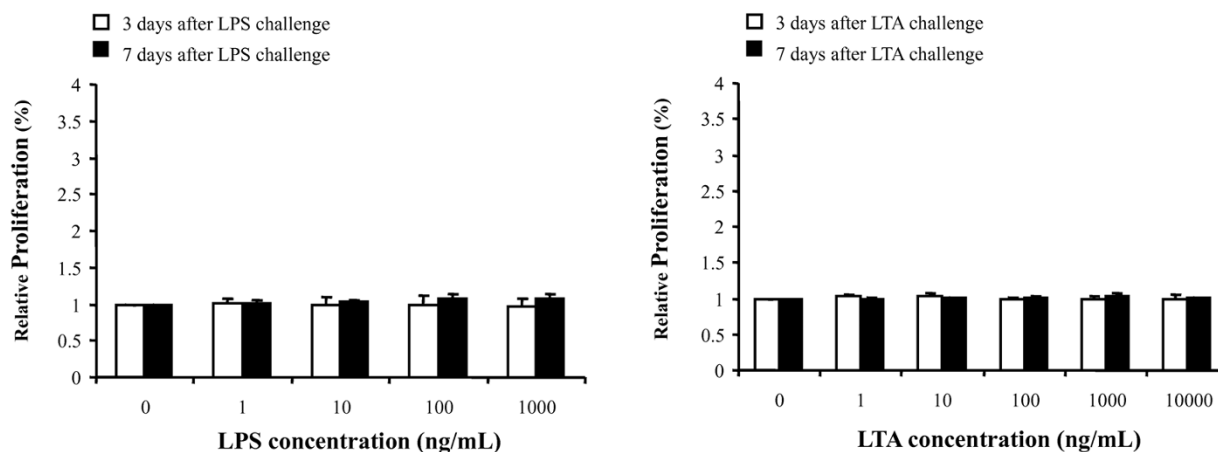 3 days after LPS challenge
7 days after LPS challenge
Relative Proliferation (%)
4
3.5
3
2.5
2
1.5
1
0.5
0
0 1 10 100 1000
LPS concentration (ng/mL)
3 days after LTA challenge
7 days after LTA challenge
Relative Proliferation (%)
4
3.5
3
2.5
2
1.5
1
0.5
0
0 1 10 100 1000 10000
LTA concentration (ng/mL)